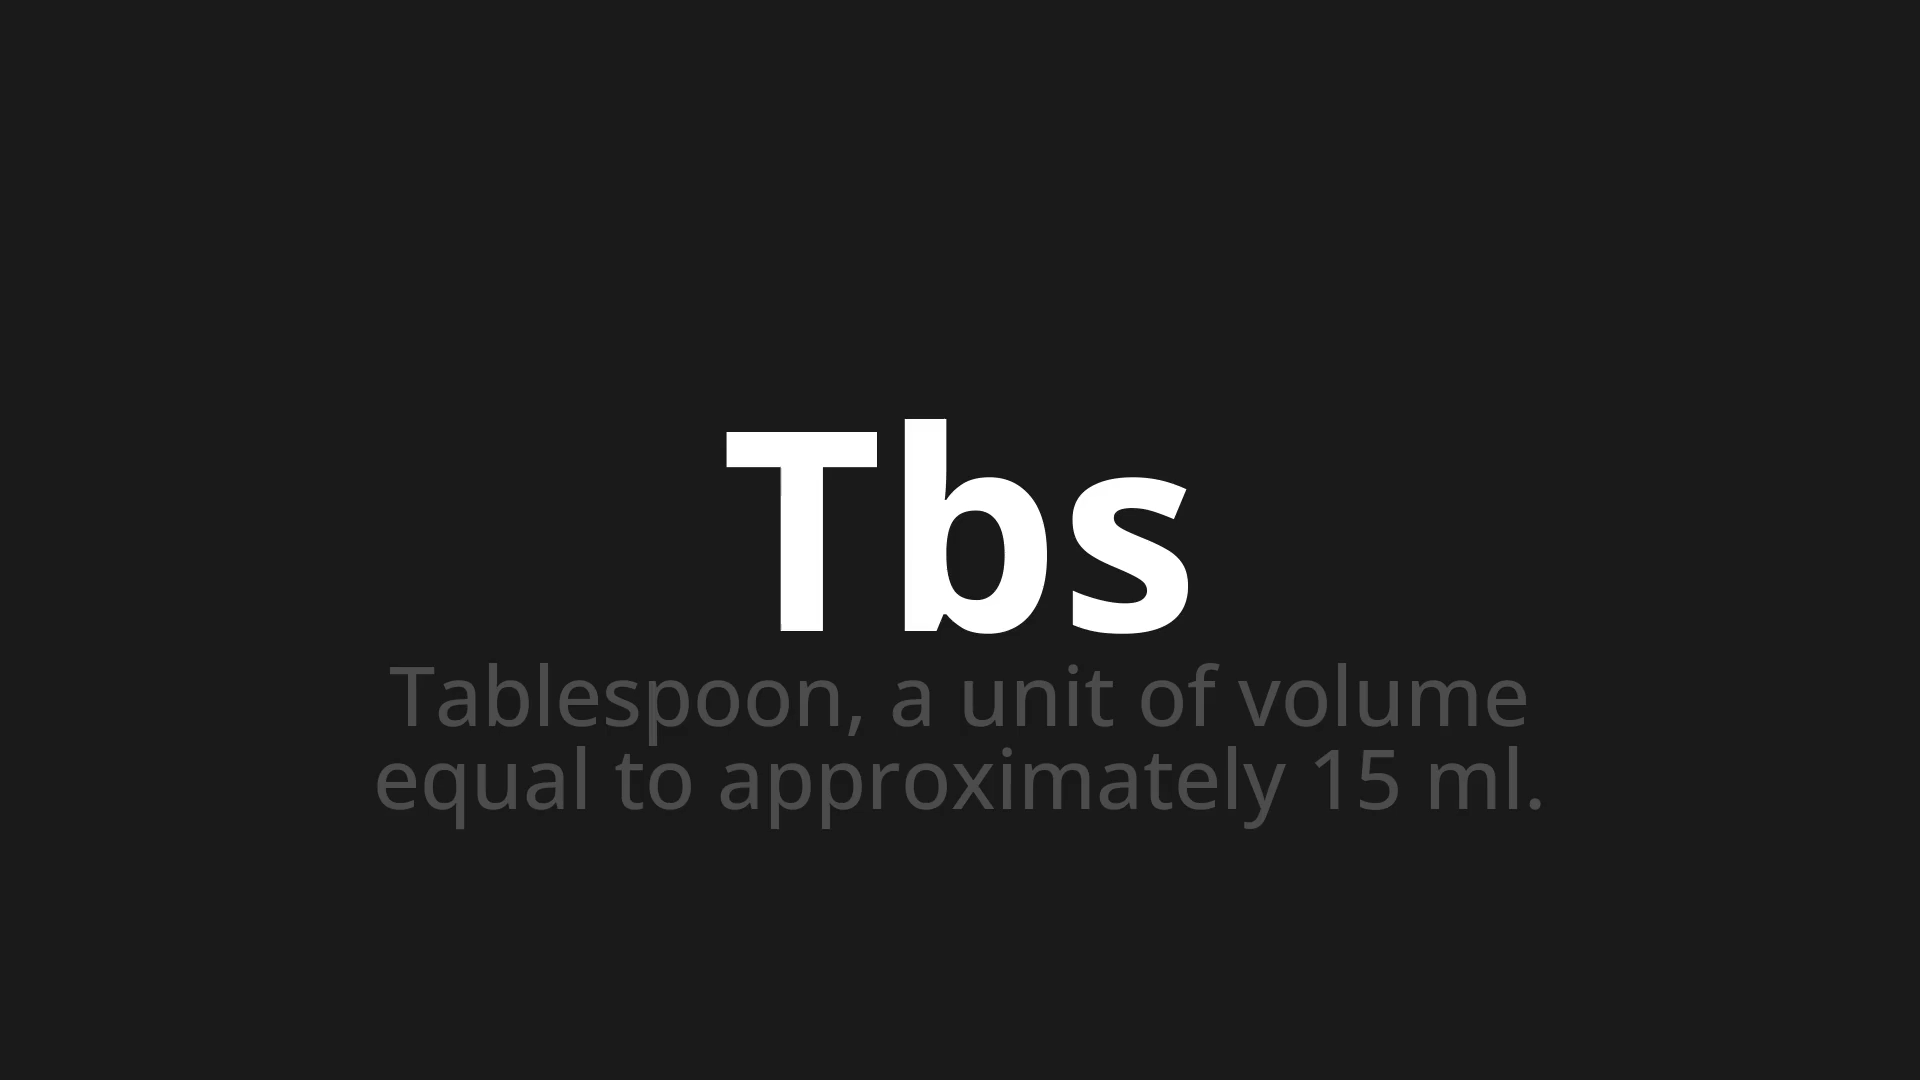 Tbs
Tablespoon, a unit of volume
equal to approximately 15 ml.